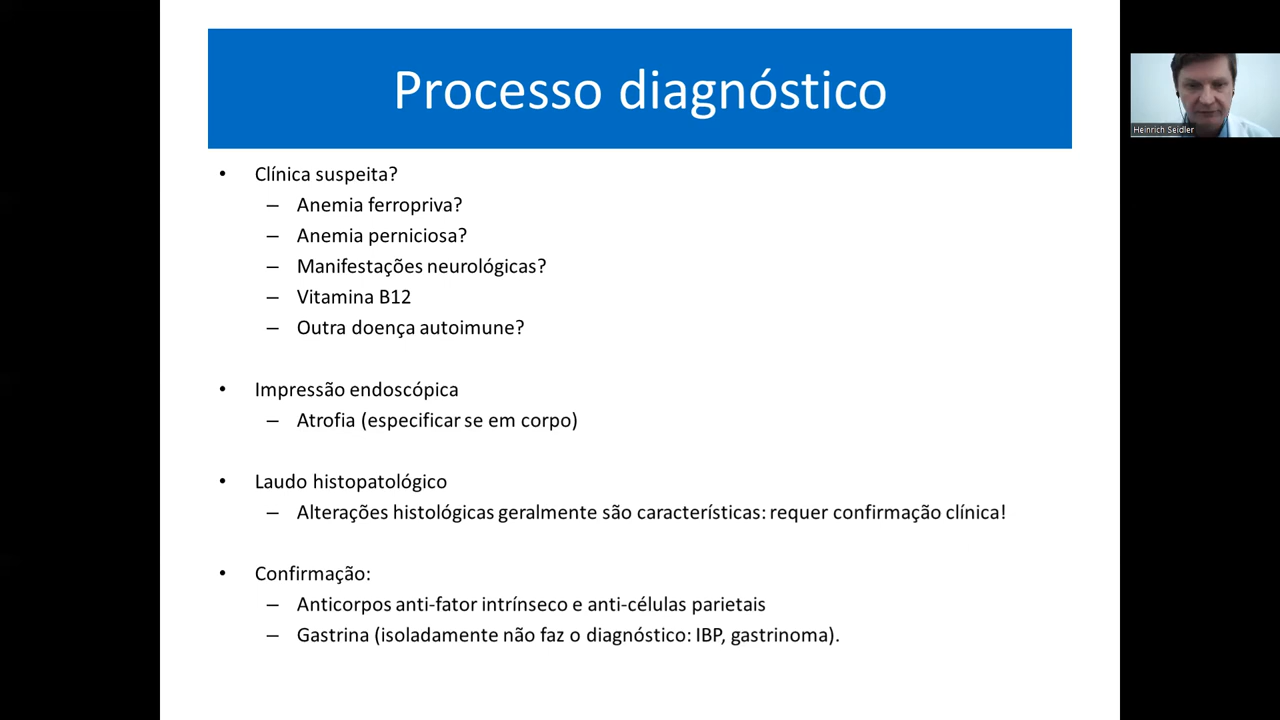 Processo diagnóstico
• Clínica suspeita?
– Anemia ferropriva?
– Anemia perniciosa?
– Manifestações neurológicas?
– Vitamina B12
– Outra doença autoimune?
• Impressão endoscópica
– Atrofia (especificar se em corpo)
• Laudo histopatológico
– Alterações histológicas geralmente são características: requer confirmação clínica!
• Confirmação:
– Anticorpos anti-fator intrínseco e anti-células parietais
– Gastrina (isoladamente não faz o diagnóstico: IBP, gastrinoma).
Heinrich Seidler